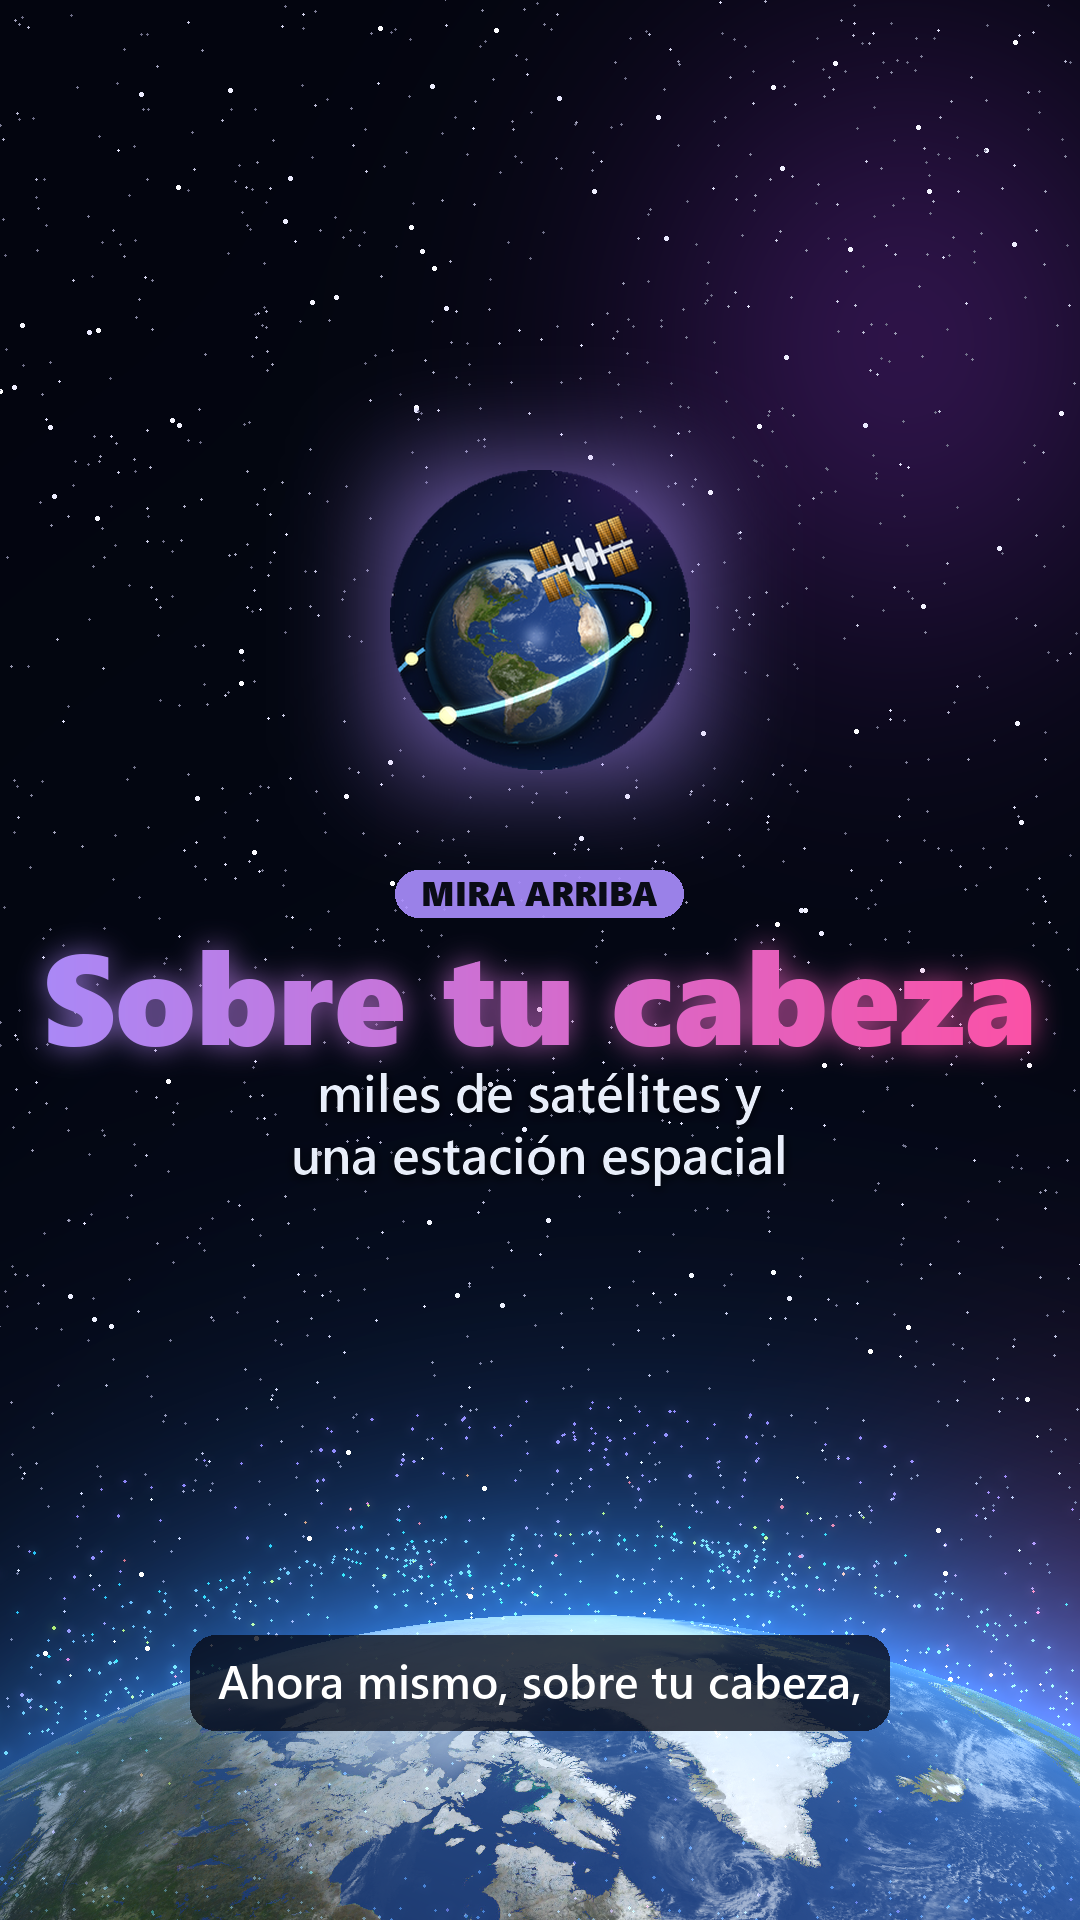 MIRA ARRIBA
Sobre tu cabeza
miles de satélites y
una estación espacial
Ahora mismo, sobre tu cabeza,